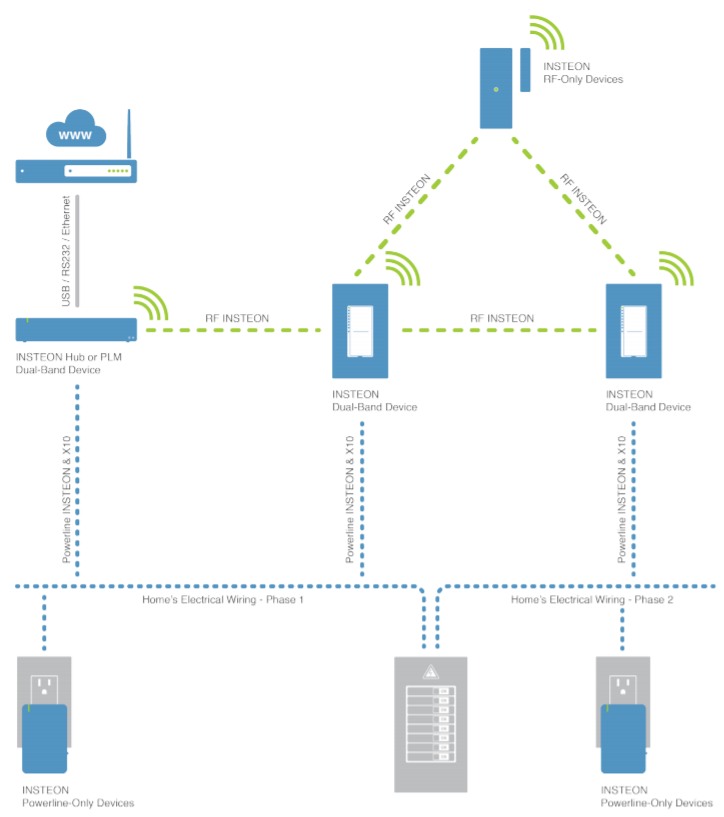 INSTEON
RF-Only Devices
www
USB / RS232 / Ethernet
RF INSTEON
RF INSTEON
RF INSTEON
RF INSTEON
INSTEON Hub or PLM
Dual-Band Device
INSTEON
Dual-Band Device
INSTEON
Dual-Band Device
Powerline INSTEON & X10
Powerline INSTEON & X10
Powerline INSTEON & X10
Home's Electrical Wiring - Phase 1
Home's Electrical Wiring - Phase 2
INSTEON
Powerline-Only Devices
INSTEON
Powerline-Only Devices